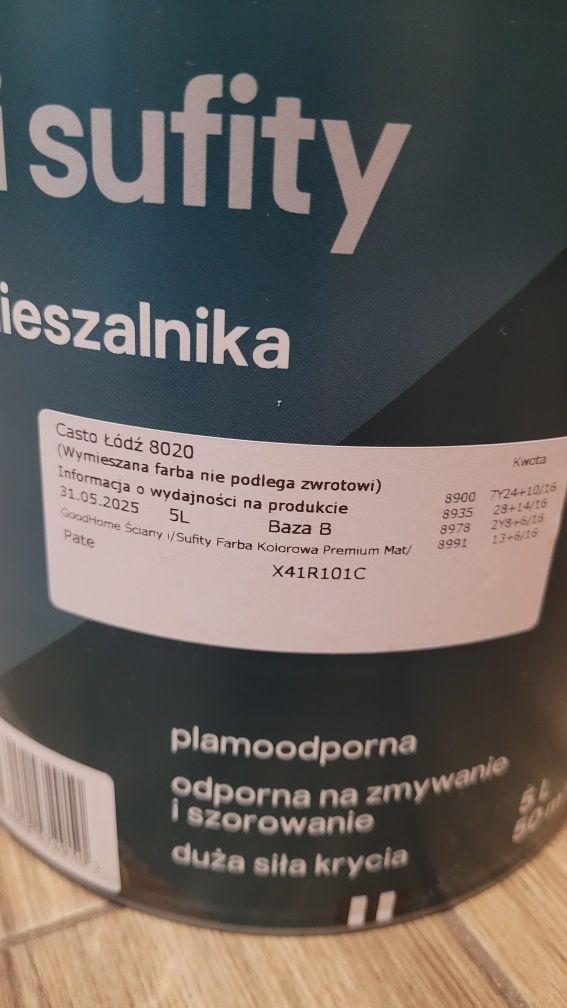 i sufity
ieszalnika
Casto Łódź 8020
(Wymieszana farba nie podlega zwrotowi)
Informacja o wydajności na produkcie
31.05.2025 5L Baza B
GoodHome Ściany i/Sufity Farba Kolorowa Premium Mat/
Pate
X41R101C
Kwota
8900 7Y24+10/16
8935 28+14/16
8978 2Y8+6/16
8991 13+6/16
plamoodporna
odporna na zmywanie
i szorowanie
duża siła krycia
5 L